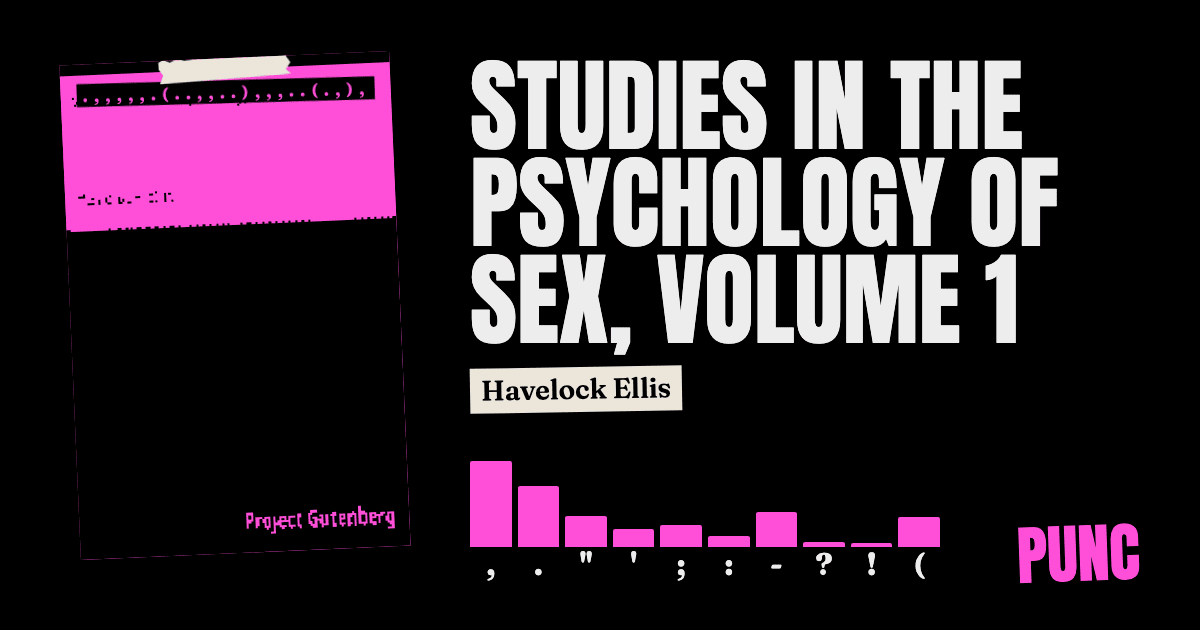 .,,,,,.(..,,..),,,..(.,),
Project Gutenberg
STUDIES IN THE
PSYCHOLOGY OF
SEX, VOLUME 1
Havelock Ellis
, . " ' ; : - ? ! (
PUNC